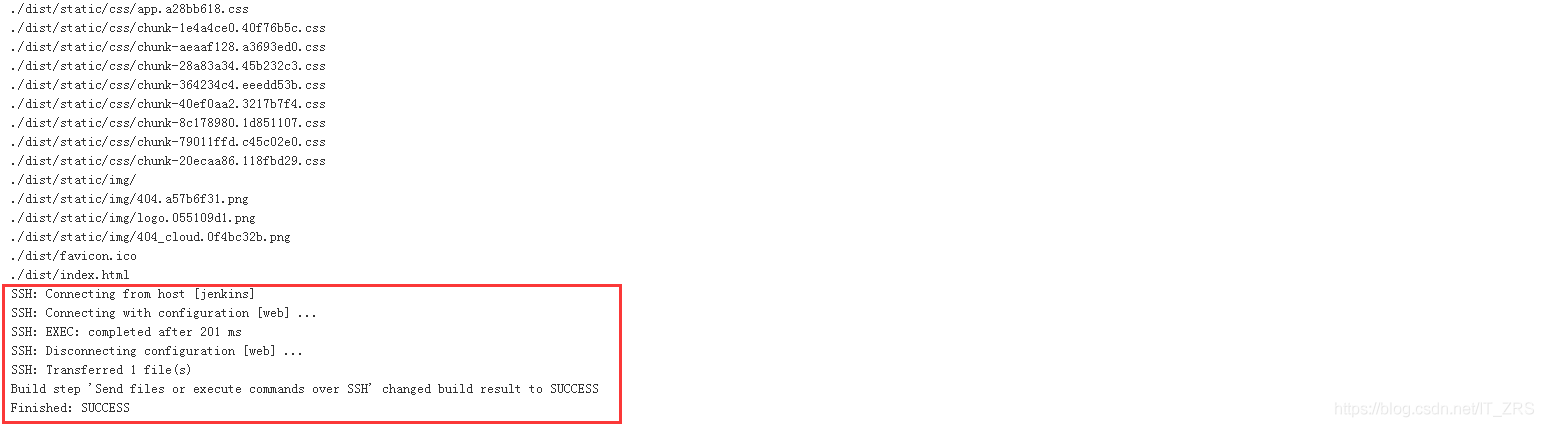 ./dist/static/css/app.a28bb618.css
./dist/static/css/chunk-1e4a4ce0.40f76b5c.css
./dist/static/css/chunk-aeaaf128.a3693ed0.css
./dist/static/css/chunk-28a83a34.45b232c3.css
./dist/static/css/chunk-364234c4.eeedd53b.css
./dist/static/css/chunk-40ef0aa2.3217b7f4.css
./dist/static/css/chunk-8c178980.1d851107.css
./dist/static/css/chunk-79011ffd.c45c02e0.css
./dist/static/css/chunk-20ecaa86.118fbd29.css
./dist/static/img/
./dist/static/img/404.a57b6f31.png
./dist/static/img/logo.055109d1.png
./dist/static/img/404_cloud.0f4bc32b.png
./dist/favicon.ico
./dist/index.html
SSH: Connecting from host [jenkins]
SSH: Connecting with configuration [web] ...
SSH: EXEC: completed after 201 ms
SSH: Disconnecting configuration [web] ...
SSH: Transferred 1 file(s)
Build step 'Send files or execute commands over SSH' changed build result to SUCCESS
Finished: SUCCESS
https://blog.csdn.net/IT_ZRS